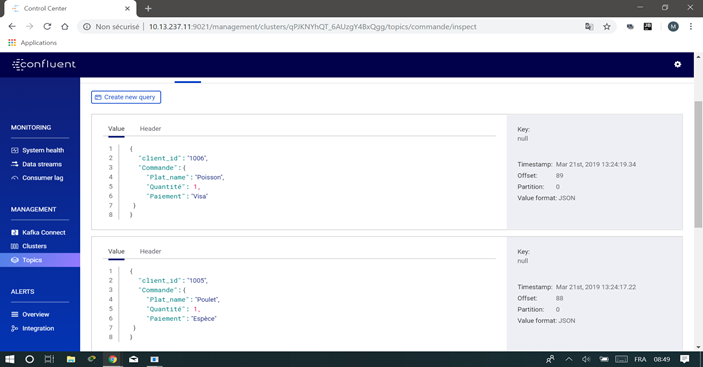 Control Center
Non sécurisé | 10.13.237.11:9021/management/clusters/qPJKNYhQT_6AUzgY4BxQgg/topics/commande/inspect
Applications
confluent
Create new query
MONITORING
System health
Data streams
Consumer lag
MANAGEMENT
Kafka Connect
Clusters
Topics
ALERTS
Overview
Integration
Value Header
1 {
2 "client_id": "1006",
3 "Commande": {
4 "Plat_name": "Poisson",
5 "Quantité": 1,
6 "Paiement": "Visa"
7 }
8 }
Key:
null
Timestamp: Mar 21st, 2019 13:24:19.34
Offset: 89
Partition: 0
Value format: JSON
Value Header
1 {
2 "client_id": "1005",
3 "Commande": {
4 "Plat_name": "Poulet",
5 "Quantité": 1,
6 "Paiement": "Espèce"
7 }
8 }
Key:
null
Timestamp: Mar 21st, 2019 13:24:17.22
Offset: 88
Partition: 0
Value format: JSON
M
FRA 08:49